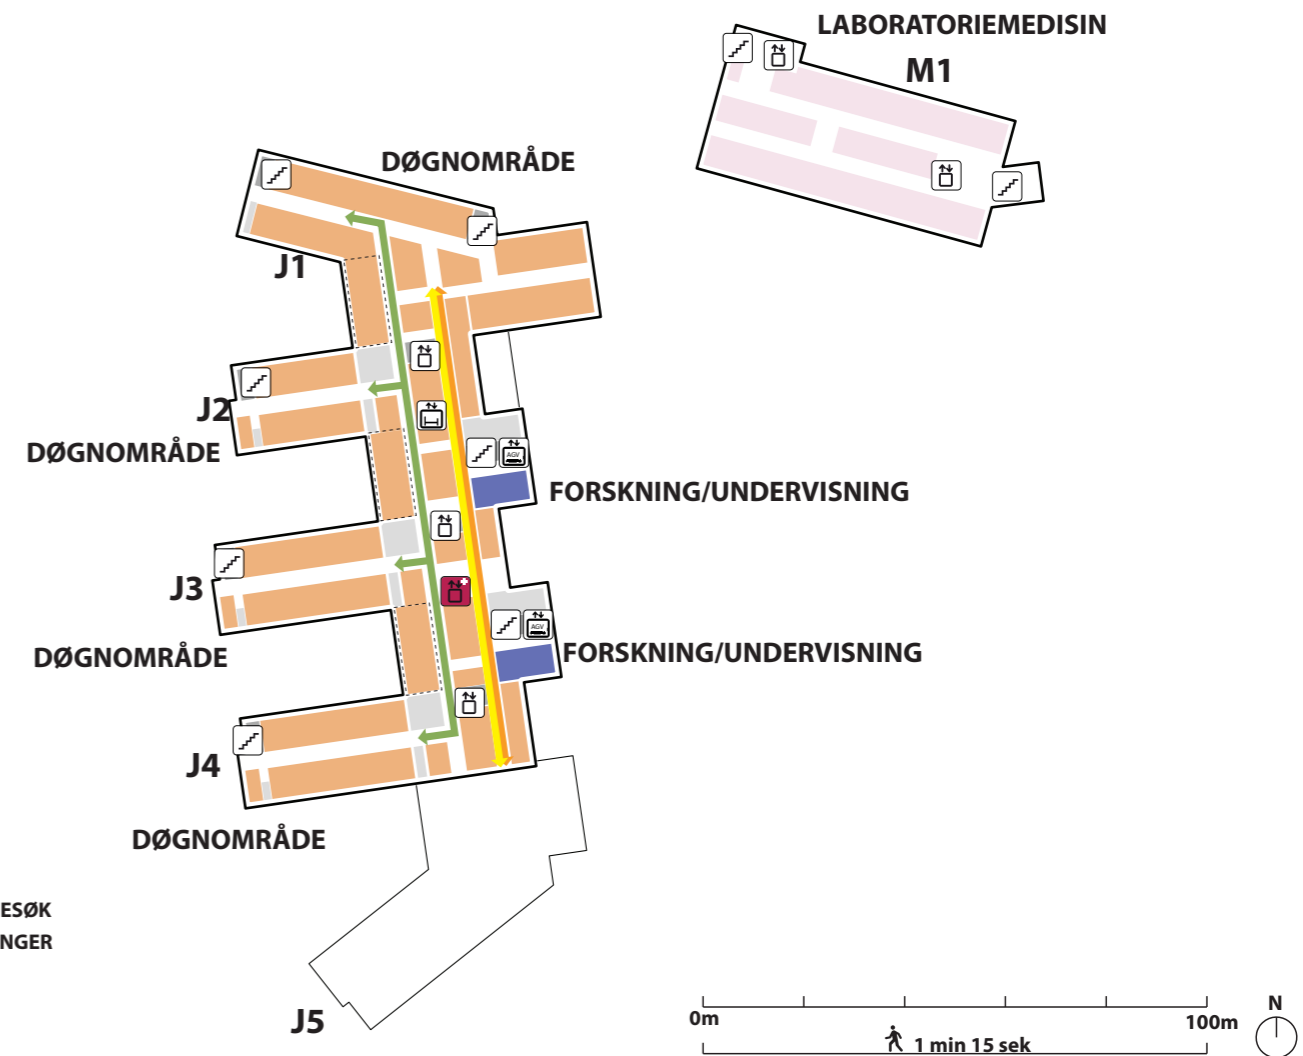 LABORATORIEMEDISIN
M1
DØGNOMRÅDE
J1
J2
DØGNOMRÅDE
AGV
FORSKNING/UNDERVISNING
J3
AGV
DØGNOMRÅDE
FORSKNING/UNDERVISNING
J4
DØGNOMRÅDE
ESØK
NGER
J5
0m
100m
1 min 15 sek
N